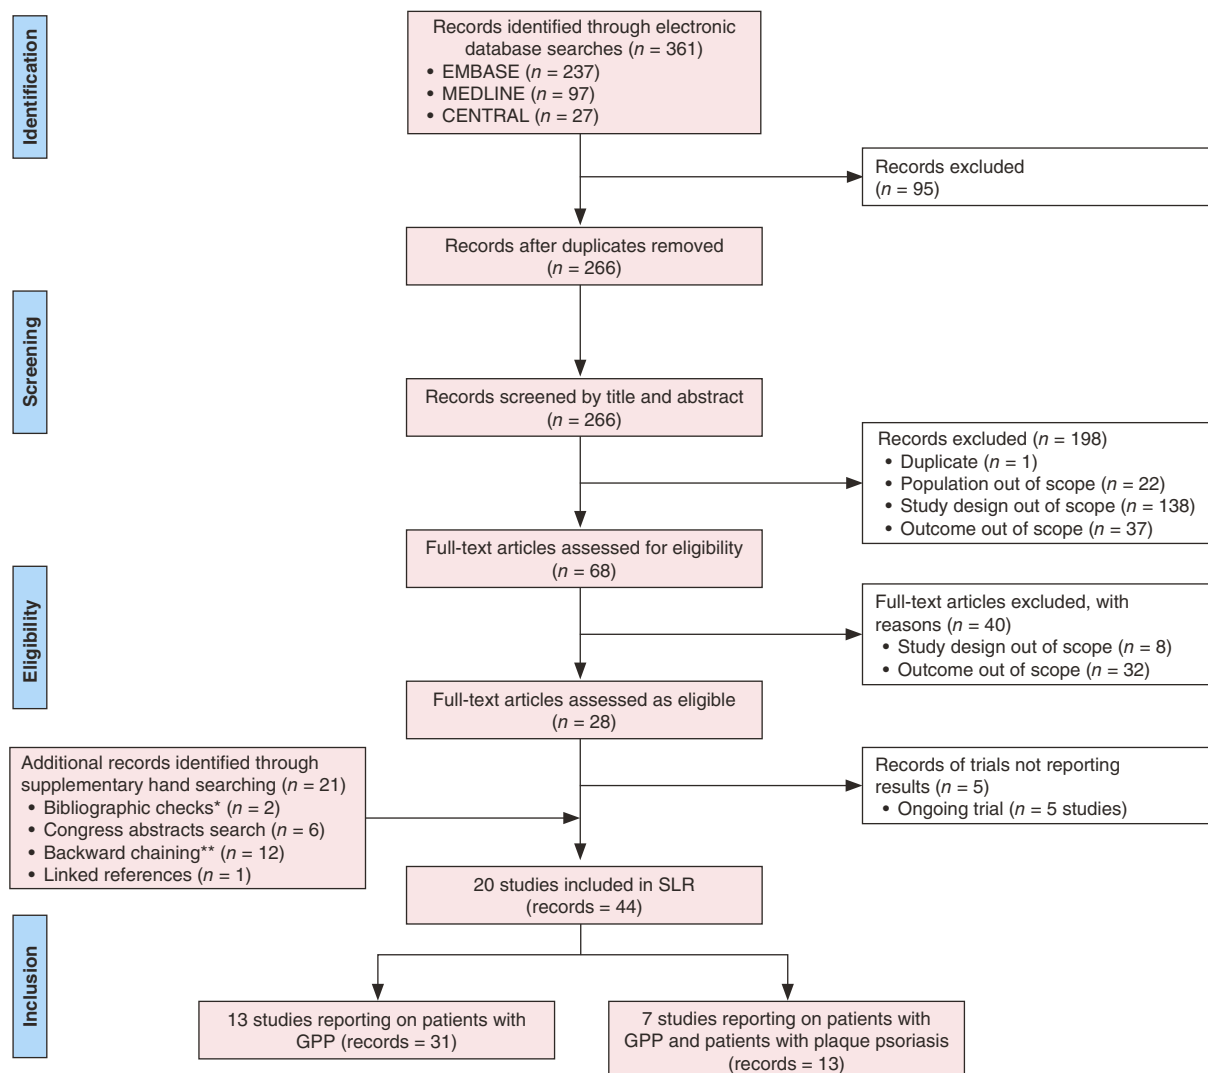 Identification
Records identified through electronic
database searches (n = 361)
• EMBASE (n = 237)
• MEDLINE (n = 97)
• CENTRAL (n = 27)
Records excluded
(n = 95)
Records after duplicates removed
(n = 266)
Screening
Records screened by title and abstract
(n = 266)
Records excluded (n = 198)
• Duplicate (n = 1)
• Population out of scope (n = 22)
• Study design out of scope (n = 138)
• Outcome out of scope (n = 37)
Full-text articles assessed for eligibility
(n = 68)
Eligibility
Full-text articles excluded, with
reasons (n = 40)
• Study design out of scope (n = 8)
• Outcome out of scope (n = 32)
Full-text articles assessed as eligible
(n = 28)
Additional records identified through
supplementary hand searching (n = 21)
• Bibliographic checks* (n = 2)
• Congress abstracts search (n = 6)
• Backward chaining** (n = 12)
• Linked references (n = 1)
Records of trials not reporting
results (n = 5)
• Ongoing trial (n = 5 studies)
20 studies included in SLR
(records = 44)
Inclusion
13 studies reporting on patients with
GPP (records = 31)
7 studies reporting on patients with
GPP and patients with plaque psoriasis
(records = 13)